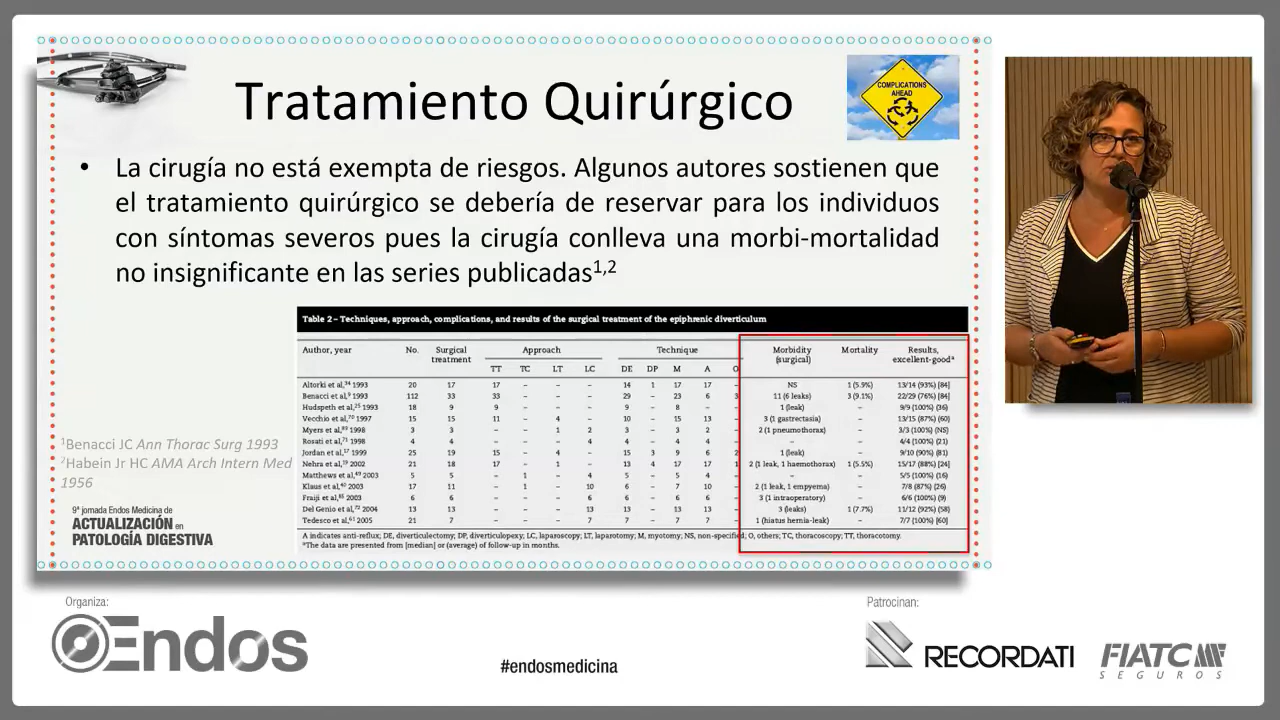 Tratamiento Quirúrgico
COMPLICATIONS
AHEAD
• La cirugía no está exempta de riesgos. Algunos autores sostienen que
el tratamiento quirúrgico se debería de reservar para los individuos
con síntomas severos pues la cirugía conlleva una morbi-mortalidad
no insignificante en las series publicadas1,2
Table 2 – Techniques, approach, complications, and results of the surgical treatment of the epiphrenic diverticulum
Author, year No. Surgical treatment Approach Technique Morbidity (surgical) Mortality Results, excellent-goodª
TT TC LT LC DE DP M A O
Altorki et al,34 1993 20 17 17 – – – 14 1 17 17 – NS 1 (5.9%) 13/14 (93%) [84]
Benacci et al,9 1993 112 33 33 – – – 29 – 23 6 3 11 (6 leaks) 3 (9.1%) 22/29 (76%) [84]
Hudspeth et al,25 1993 18 9 9 – – – 9 – 8 – – 1 (leak) – 9/9 (100%) (36)
Vecchio et al,70 1997 15 15 11 – 4 – 10 – 15 13 – 3 (1 gastrectasia) – 13/15 (87%) (60)
Myers et al, 1998 3 3 – – 1 2 3 – 3 2 – 2 (1 pneumothorax) – 3/3 (100%) (NS)
Rosati et al,71 1998 4 4 – – – 4 4 – 4 4 – – – 4/4 (100%) (21)
Jordan et al,17 1999 25 19 15 – 4 – 15 3 9 6 2 1 (leak) – 9/10 (90%) (81)
Nehra et al, 2002 21 18 17 – 1 – 13 4 17 17 1 2 (1 leak, 1 haemothorax) 1 (5.5%) 15/17 (88%) [24]
Matthews et al, 2003 5 5 – 1 – 4 5 – 5 4 – – – 5/5 (100%) (16)
Klaus et al,40 2003 17 11 – 1 – 10 6 – 7 10 – 2 (1 leak, 1 empyema) – 7/8 (87%) (26)
Fraiji et al, 2003 6 6 – – – 6 6 – 6 6 – 3 (1 intraoperatory) – 6/6 (100%) (9)
Del Genio et al,72 2004 13 13 – – – 13 13 – 13 13 – 3 (leaks) 1 (7.7%) 11/12 (92%) (58)
Tedesco et al, 2005 21 7 – – – 7 7 – 7 7 – 1 (hiatus hernia-leak) – 7/7 (100%) [60]
A indicates anti-reflux; DE, diverticulectomy; DP, diverticulopexy; LC, laparoscopy; LT, laparotomy; M, myotomy; NS, non-specified; O, others; TC, thoracoscopy; TT, thoracotomy.
ªThe data are presented from [median] or (average) of follow-up in months.
1Benacci JC Ann Thorac Surg 1993
2Habein Jr HC AMA Arch Intern Med
1956
9ª jornada Endos Medicina de
ACTUALIZACIÓN en
PATOLOGÍA DIGESTIVA
Organiza:
Endos
#endosmedicina
Patrocinan:
RECORDATI
FIATC
SEGUROS